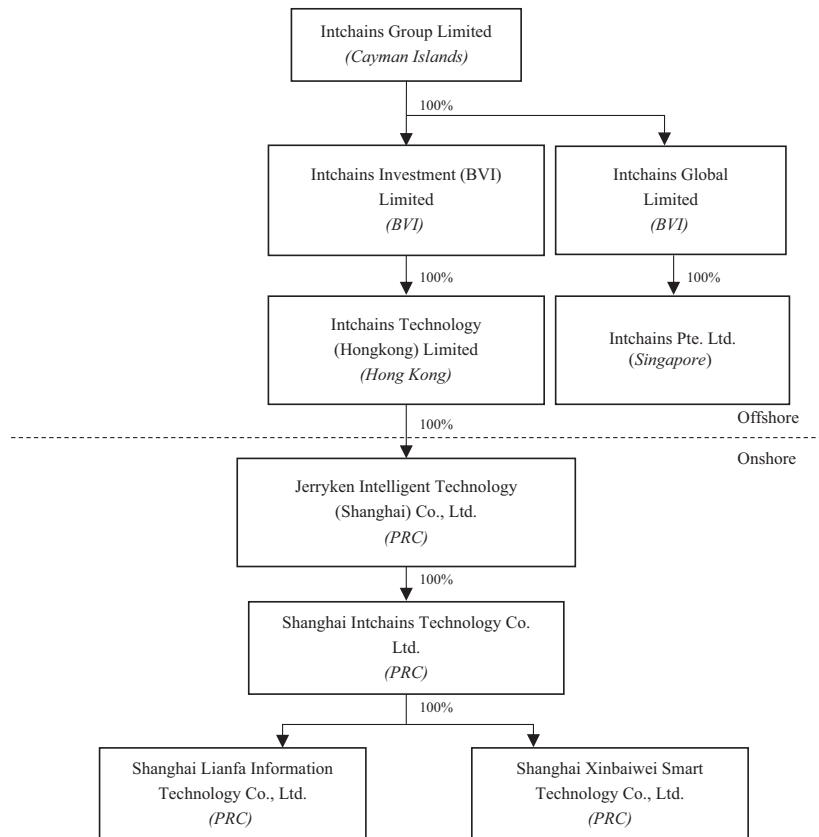 Intchains Group Limited
(Cayman Islands)
100%
Intchains Investment (BVI)
Limited
(BVI)
Intchains Global
Limited
(BVI)
100%
100%
Intchains Technology
(Hongkong) Limited
(Hong Kong)
Intchains Pte. Ltd.
(Singapore)
Offshore
100%
Onshore
Jerryken Intelligent Technology
(Shanghai) Co., Ltd.
(PRC)
100%
Shanghai Intchains Technology Co.
Ltd.
(PRC)
100%
Shanghai Lianfa Information
Technology Co., Ltd.
(PRC)
Shanghai Xinbaiwei Smart
Technology Co., Ltd.
(PRC)